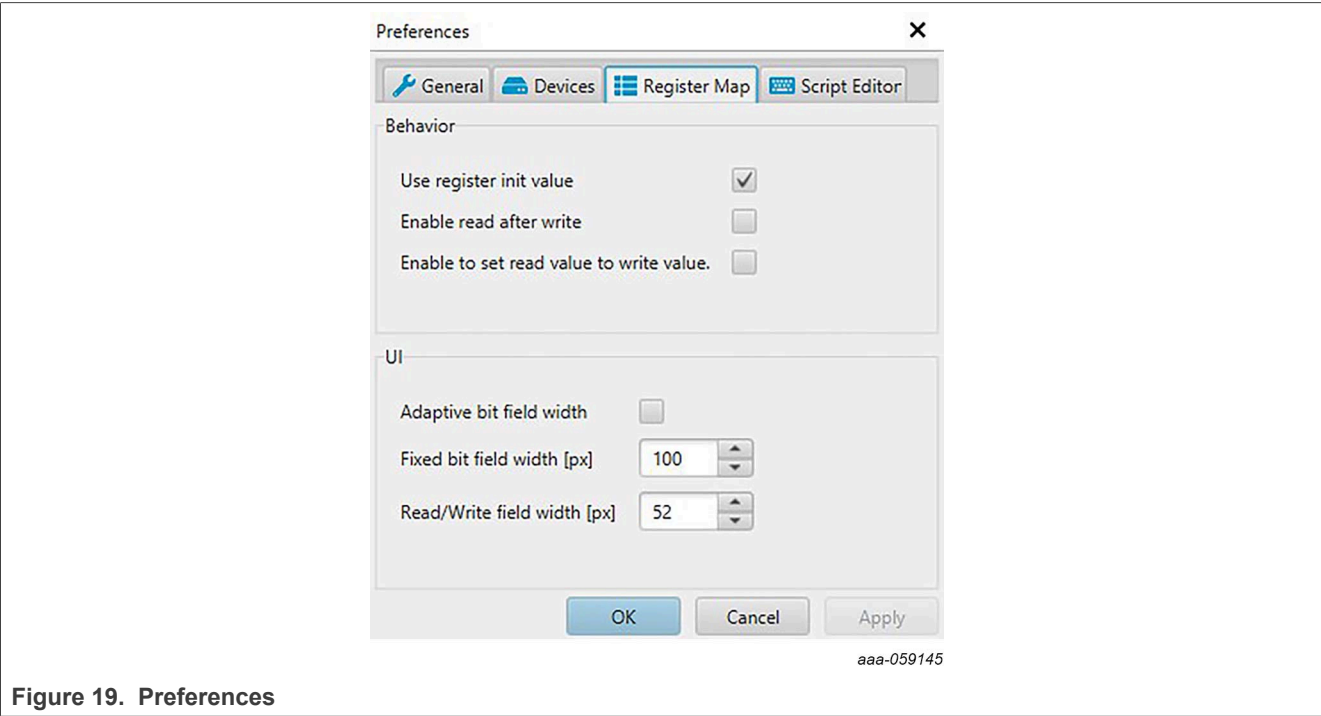 Preferences
General Devices Register Map Script Editor
Behavior
Use register init value
Enable read after write
Enable to set read value to write value.
UI
Adaptive bit field width
Fixed bit field width [px] 100
Read/Write field width [px] 52
OK Cancel Apply
aaa-059145
Figure 19. Preferences